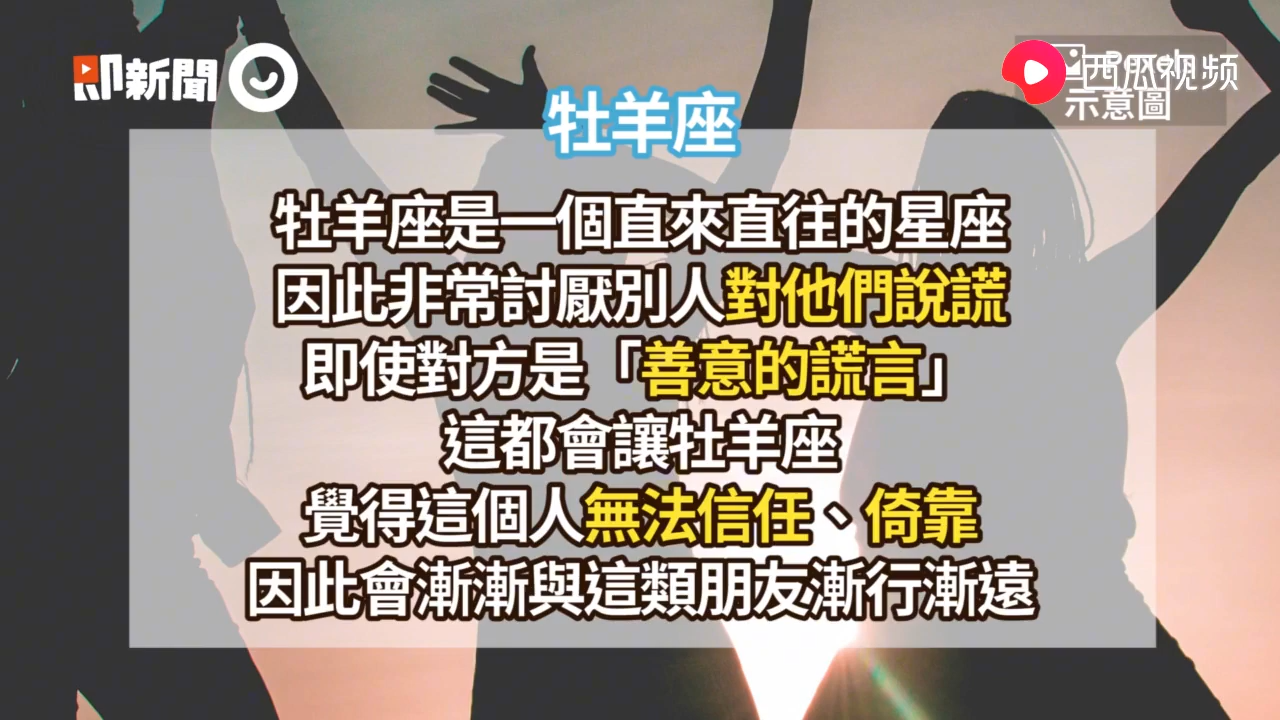 即新聞
西瓜视频
示意圖
牡羊座
牡羊座是一個直來直往的星座
因此非常討厭別人對他們說謊
即使對方是「善意的謊言」
這都會讓牡羊座
覺得這個人無法信任、倚靠
因此會漸漸與這類朋友漸行漸遠